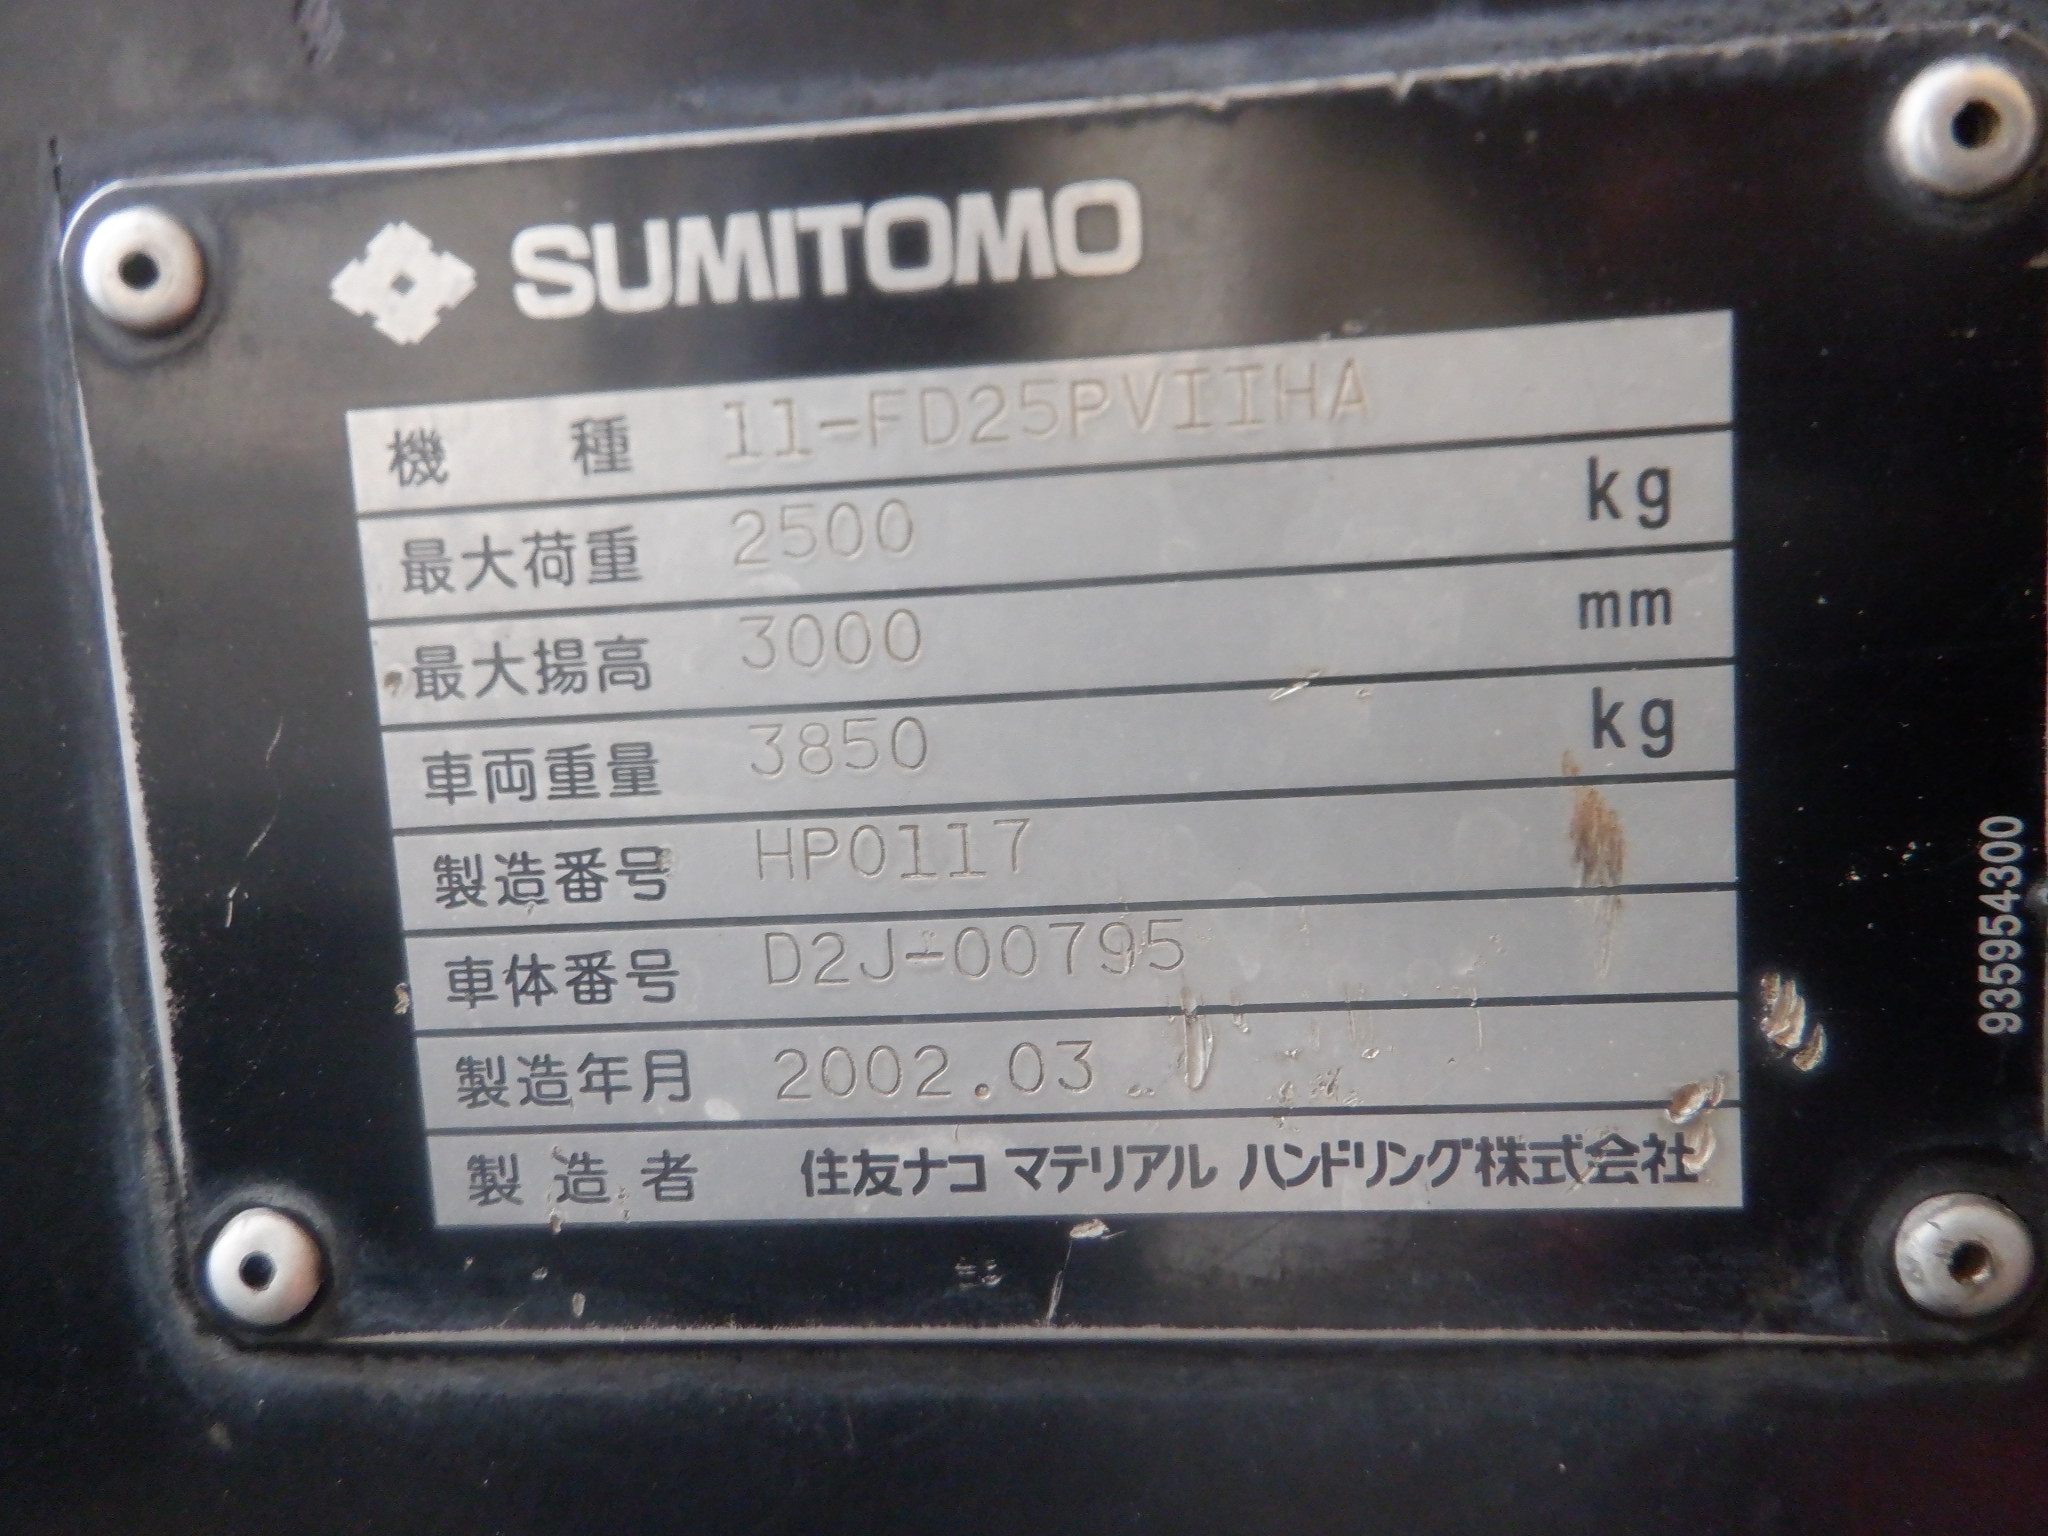 SUMITOMO
機種 11-FD25PVIIHA
最大荷重 2500 kg
最大揚高 3000 mm
車両重量 3850 kg
製造番号 HP0117
車体番号 D2J-00795
製造年月 2002.03
製造者 住友ナコ マテリアル ハンドリング株式会社
9359543300